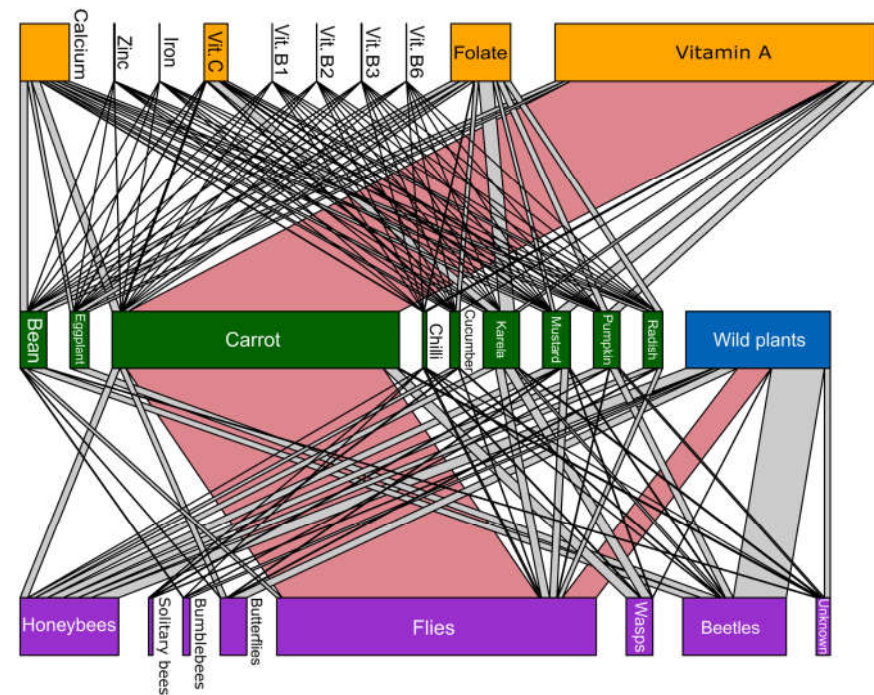 Calcium
Zinc
Iron
Vit. C
Vit. B1
Vit. B2
Vit. B3
Vit. B6
Folate
Vitamin A
Bean
Eggplant
Carrot
Chilli
Cucumber
Karela
Mustard
Pumpkin
Radish
Wild plants
Honeybees
Solitary bees
Bumblebees
Butterflies
Flies
Wasps
Beetles
Unknown